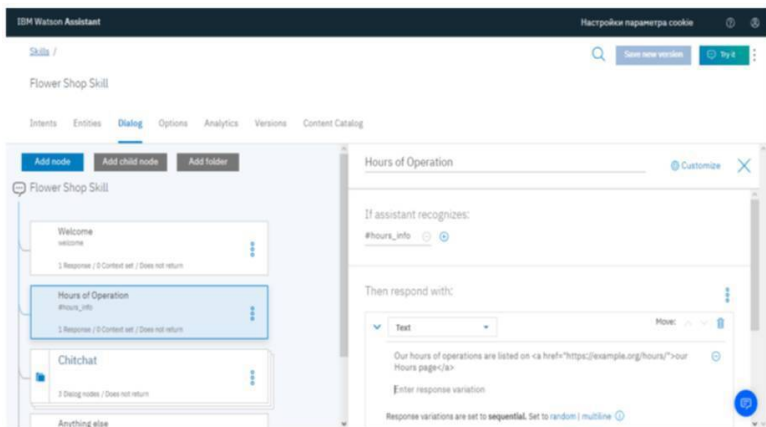 IBM Watson Assistant
Настройки параметра cookie
Skills /
Save new version
Try it
Flower Shop Skill
Intents Entities Dialog Options Analytics Versions Content Catalog
Add node
Add child node
Add folder
Flower Shop Skill
Welcome
welcome
1 Response / 0 Context set / Does not return
Hours of Operation
#hours_info
1 Response / 0 Context set / Does not return
Chitchat
3 Dialog nodes / Does not return
Anything else
Hours of Operation
Customize
If assistant recognizes:
#hours_info
Then respond with:
Text
Move:
Our hours of operations are listed on <a href="https://example.org/hours/">our
Hours page</a>
Enter response variation
Response variations are set to sequential. Set to random | multiline